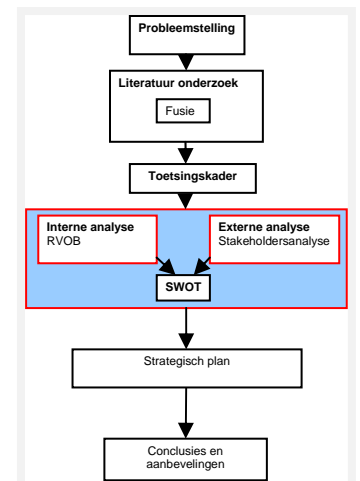 Probleemstelling
Literatuur onderzoek
Fusie
Toetsingskader
Interne analyse
RVOB
Externe analyse
Stakeholdersanalyse
SWOT
Strategisch plan
Conclusies en
aanbevelingen